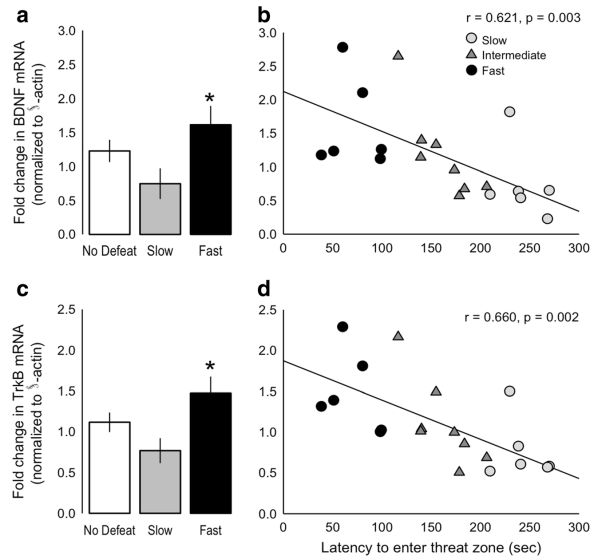 a
Fold change in BDNF mRNA
(normalized to -actin)
3.0
2.5
2.0
1.5
1.0
0.5
0.0
*
No Defeat Slow Fast
b
r = 0.621, p = 0.003
Slow
Intermediate
Fast
3.0
2.5
2.0
1.5
1.0
0.5
0.0
0 50 100 150 200 250 300
c
Fold change in TrkB mRNA
(normalized to -actin)
2.5
2.0
1.5
1.0
0.5
0.0
*
No Defeat Slow Fast
d
r = 0.660, p = 0.002
2.5
2.0
1.5
1.0
0.5
0.0
0 50 100 150 200 250 300
Latency to enter threat zone (sec)